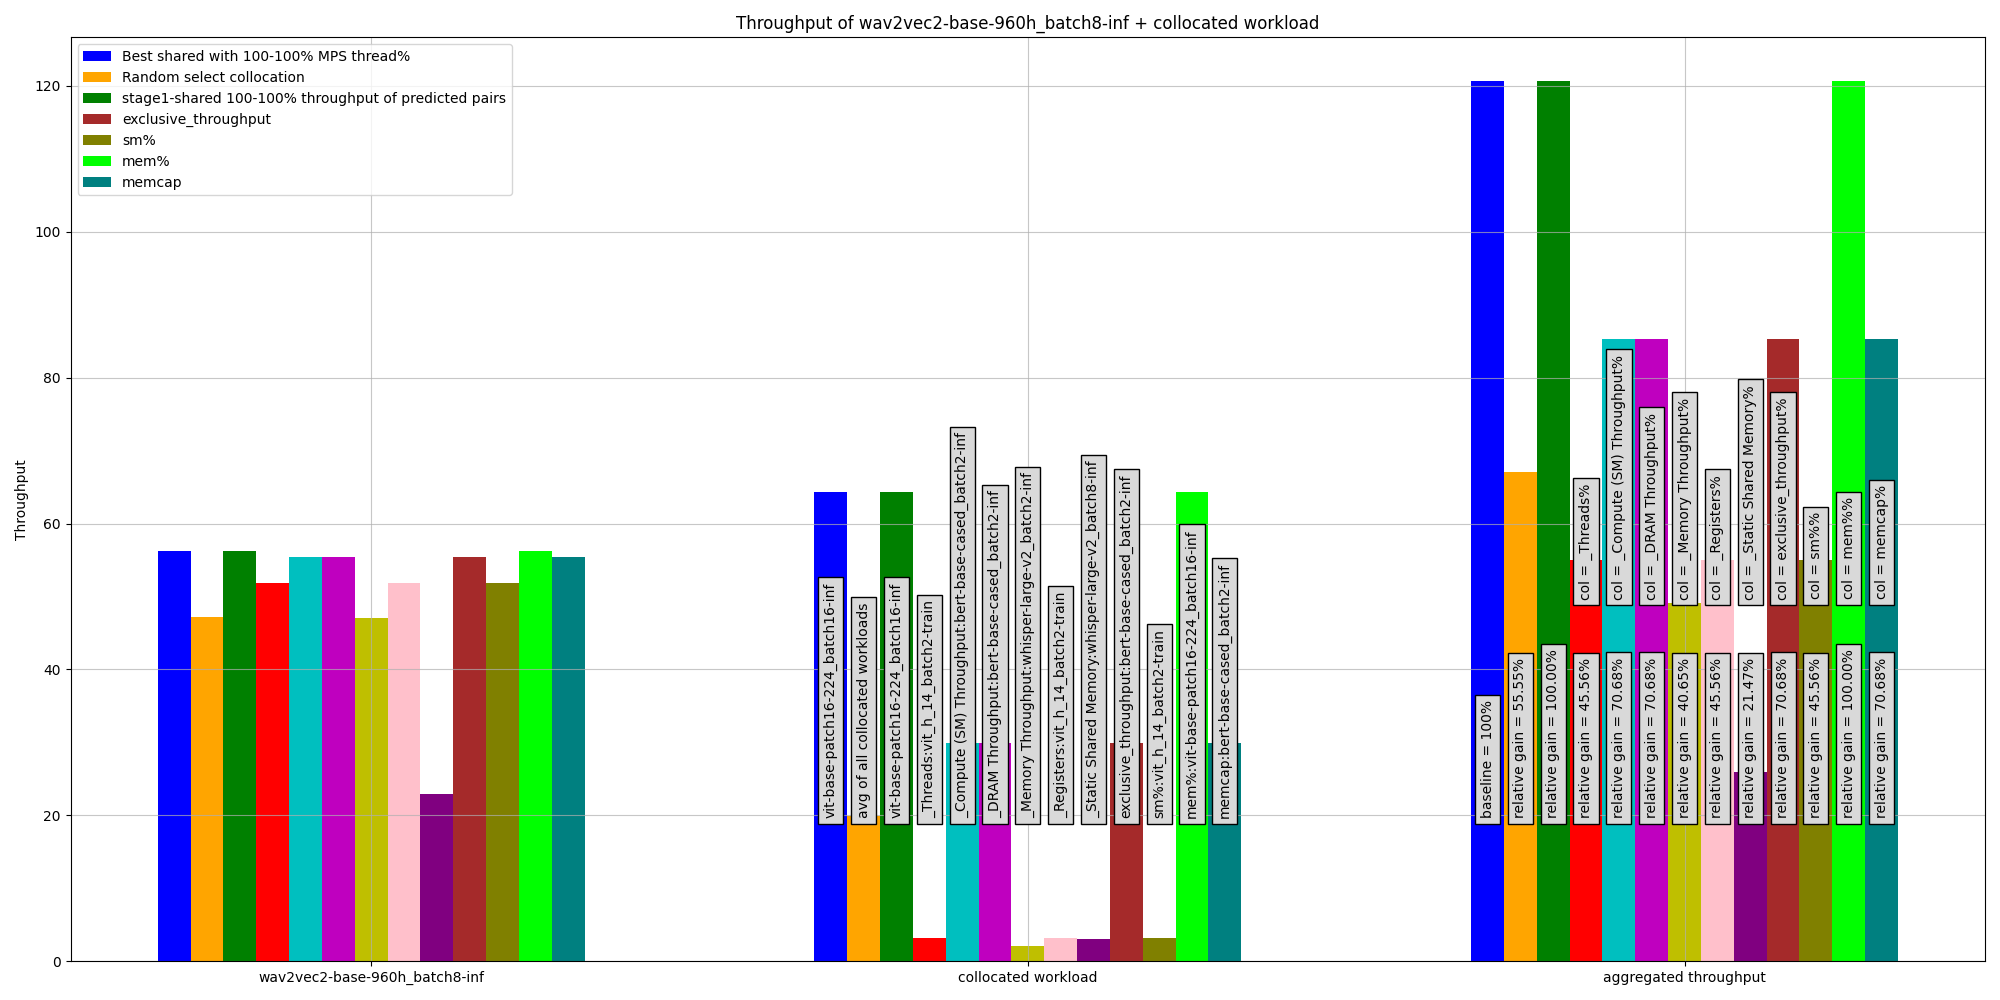 Throughput of wav2vec2-base-960h_batch8-inf + collocated workload
Best shared with 100-100% MPS thread%
Random select collocation
stage1-shared 100-100% throughput of predicted pairs
exclusive_throughput
sm%
mem%
memcap
Throughput
120
100
80
60
40
20
0
vit-base-patch16-224_batch16-inf
avg of all collocated workloads
vit-base-patch16-224_batch16-inf
_Threads:vit_h_14_batch2-train
_Compute (SM) Throughput:bert-base-cased_batch2-inf
_DRAM Throughput:bert-base-cased_batch2-inf
_Memory Throughput:whisper-large-v2_batch2-inf
_Registers:vit_h_14_batch2-train
_Static Shared Memory:whisper-large-v2_batch8-inf
exclusive_throughput:bert-base-cased_batch2-inf
sm%:vit_h_14_batch2-train
mem%:vit-base-patch16-224_batch16-inf
memcap:bert-base-cased_batch2-inf
col = _Threads%
col = _Compute (SM) Throughput%
col = _DRAM Throughput%
col = _Memory Throughput%
col = _Registers%
col = _Static Shared Memory%
col = exclusive_throughput%
col = sm%%
col = mem%%
col = memcap%
baseline = 100%
relative gain = 55.55%
relative gain = 100.00%
relative gain = 45.56%
relative gain = 70.68%
relative gain = 70.68%
relative gain = 40.65%
relative gain = 45.56%
relative gain = 21.47%
relative gain = 70.68%
relative gain = 45.56%
relative gain = 100.00%
relative gain = 70.68%
wav2vec2-base-960h_batch8-inf
collocated workload
aggregated throughput